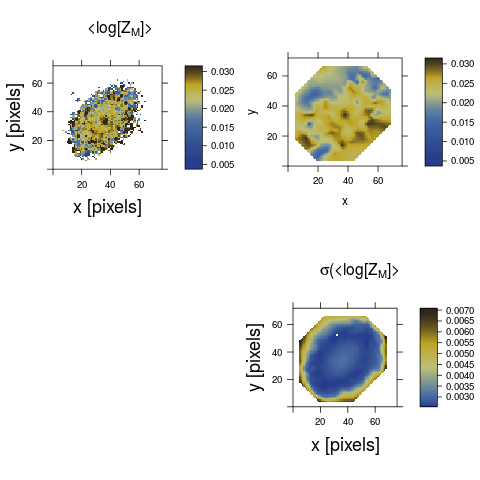 <log[Z_M]>
y [pixels]
60
40
20
20 40 60
x [pixels]
0.030
0.025
0.020
0.015
0.010
0.005
y
60
40
20
20 40 60
x
0.030
0.025
0.020
0.015
0.010
0.005
σ(<log[Z_M]>
y [pixels]
60
40
20
20 40 60
x [pixels]
0.0070
0.0065
0.0060
0.0055
0.0050
0.0045
0.0040
0.0035
0.0030